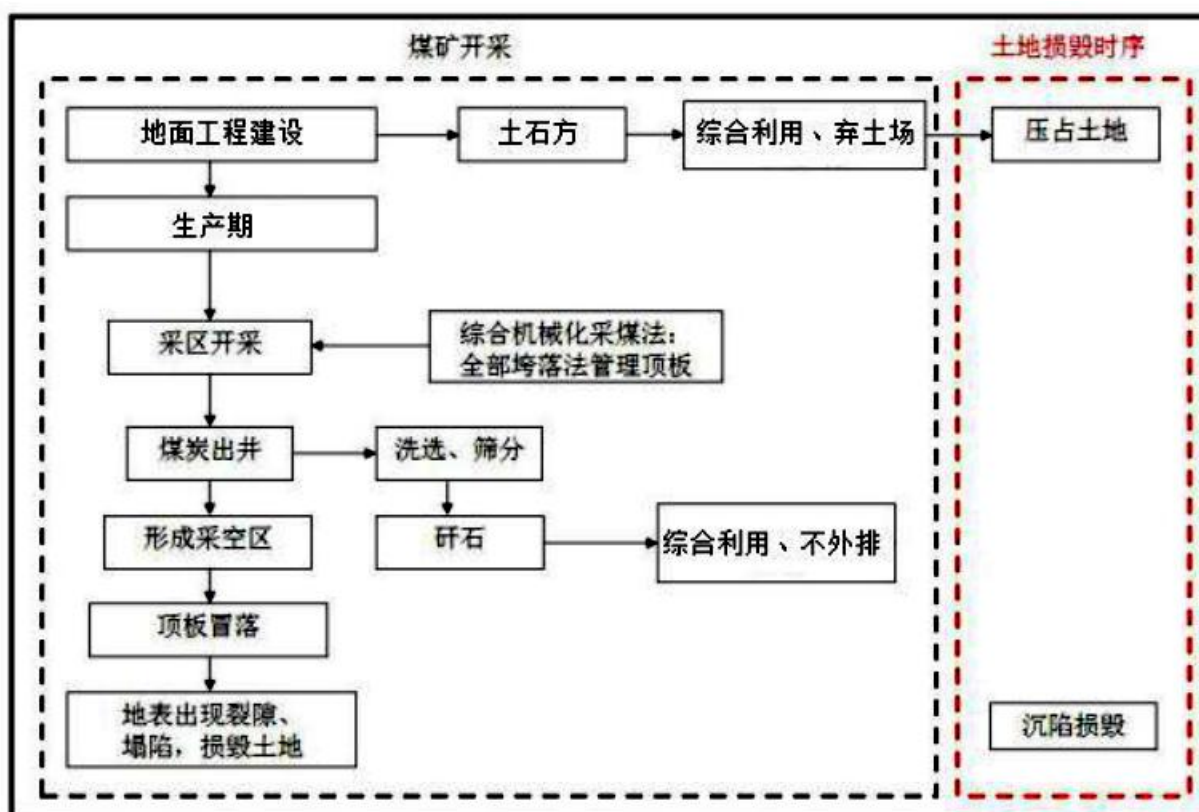 煤矿开采
土地损毁时序
地面工程建设
土石方
综合利用、弃土场
压占土地
生产期
采区开采
综合机械化采煤法：
全部垮落法管理顶板
煤炭出井
洗选、筛分
形成采空区
矸石
综合利用、不外排
顶板冒落
地表出现裂隙、
塌陷，损毁土地
沉陷损毁